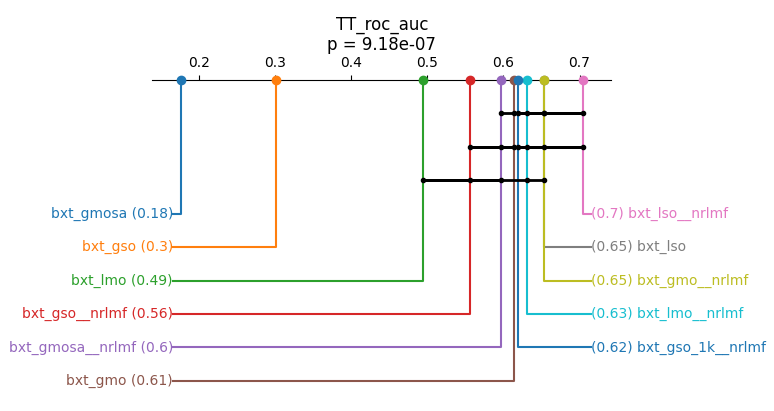 TT_roc_auc
p = 9.18e-07
0.2 0.3 0.4 0.5 0.6 0.7
bxt_gmosa (0.18) (0.7) bxt_lso__nrlmf
bxt_gso (0.3) (0.65) bxt_lso
bxt_lmo (0.49) (0.65) bxt_gmo__nrlmf
bxt_gso__nrlmf (0.56) (0.63) bxt_lmo__nrlmf
bxt_gmosa__nrlmf (0.6) (0.62) bxt_gso_1k__nrlmf
bxt_gmo (0.61)